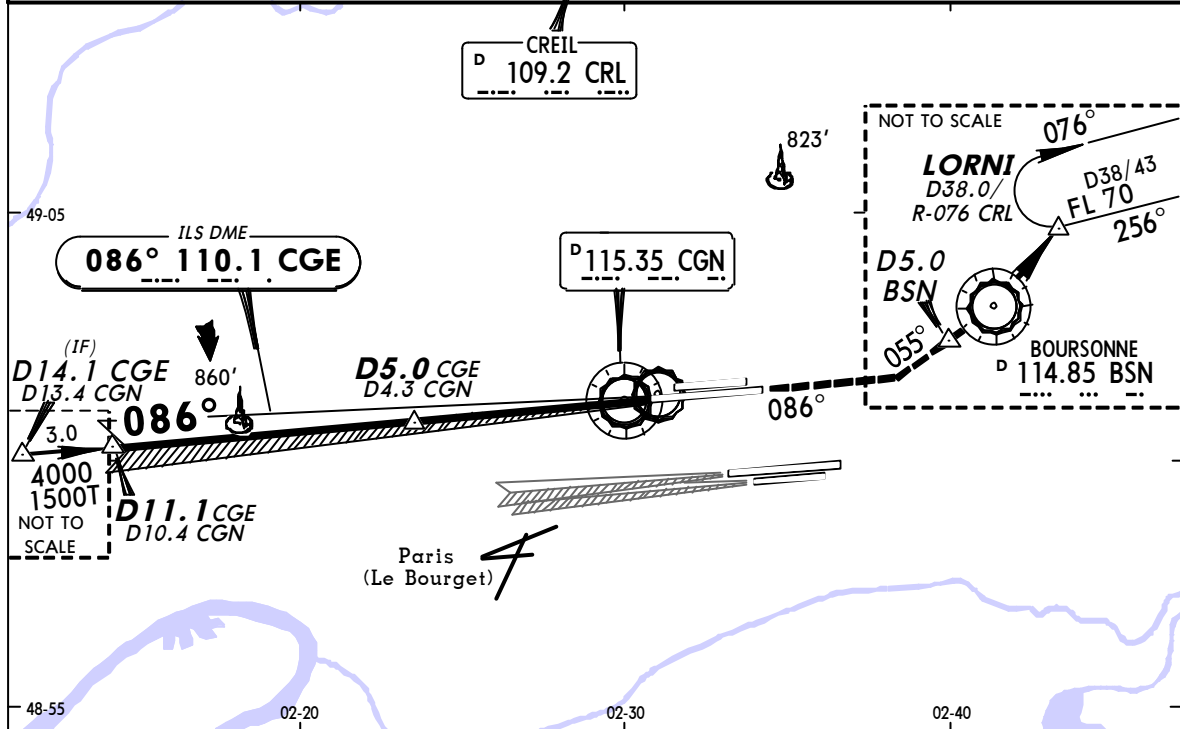 CREIL
D 109.2 CRL
823'
NOT TO SCALE
076°
LORNI
D38.0/
R-076 CRL
D38/43
FL 70
256°
49-05
ILS DME
086° 110.1 CGE
D 115.35 CGN
D5.0
BSN
055°
BOURSONNE
D 114.85 BSN
(IF)
D14.1 CGE
D13.4 CGN
860'
D5.0 CGE
D4.3 CGN
086°
086°
3.0
4000
1500T
NOT TO
SCALE
D11.1 CGE
D10.4 CGN
Paris
(Le Bourget)
48-55
02-20
02-30
02-40